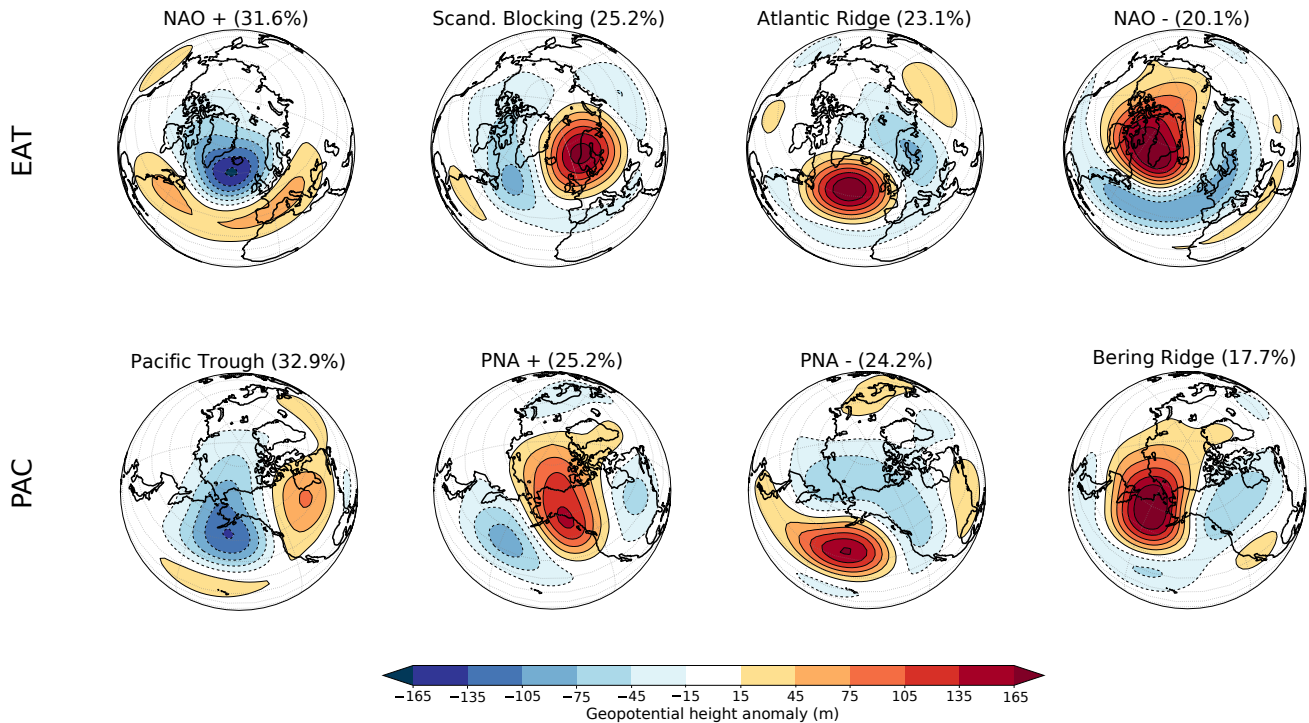 NAO + (31.6%)
Scand. Blocking (25.2%)
Atlantic Ridge (23.1%)
NAO - (20.1%)
EAT
Pacific Trough (32.9%)
PNA + (25.2%)
PNA - (24.2%)
Bering Ridge (17.7%)
PAC
−165 −135 −105 −75 −45 −15 15 45 75 105 135 165
Geopotential height anomaly (m)